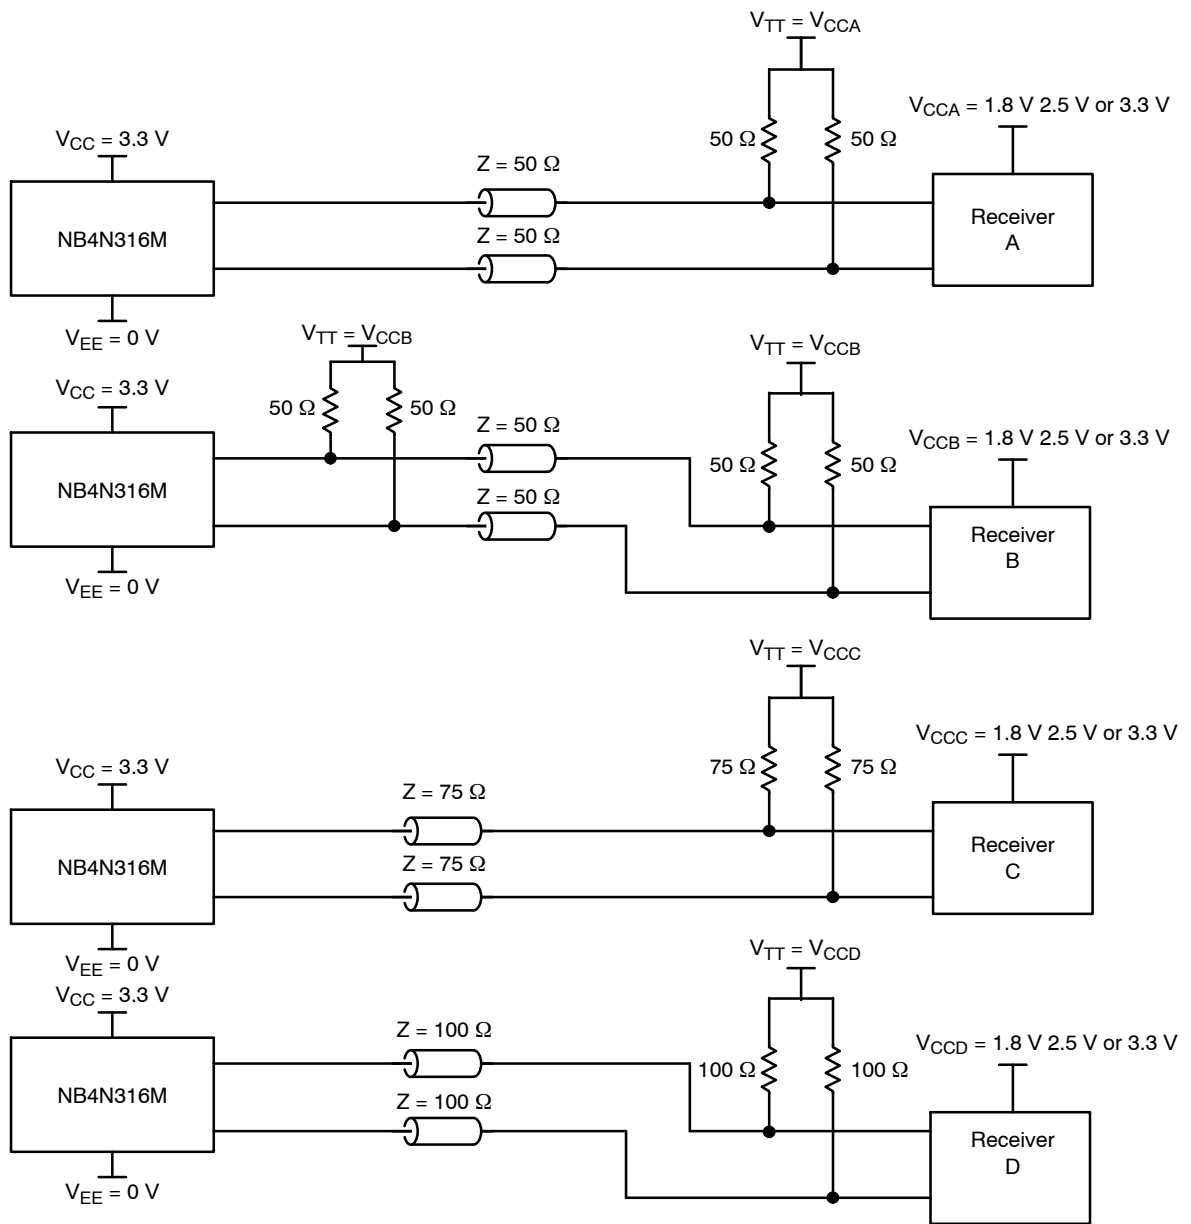 V_TT = V_CCA
V_CCA = 1.8 V 2.5 V or 3.3 V
V_CC = 3.3 V
50 Ω
50 Ω
Z = 50 Ω
NB4N316M
Receiver
A
Z = 50 Ω
V_EE = 0 V
V_TT = V_CCB
V_TT = V_CCB
V_CC = 3.3 V
50 Ω
50 Ω
Z = 50 Ω
V_CCB = 1.8 V 2.5 V or 3.3 V
50 Ω
50 Ω
NB4N316M
Z = 50 Ω
Receiver
B
V_EE = 0 V
V_TT = V_CCC
V_CCC = 1.8 V 2.5 V or 3.3 V
V_CC = 3.3 V
75 Ω
75 Ω
Z = 75 Ω
NB4N316M
Z = 75 Ω
Receiver
C
V_EE = 0 V
V_TT = V_CCD
V_CC = 3.3 V
Z = 100 Ω
V_CCD = 1.8 V 2.5 V or 3.3 V
100 Ω
100 Ω
NB4N316M
Z = 100 Ω
Receiver
D
V_EE = 0 V